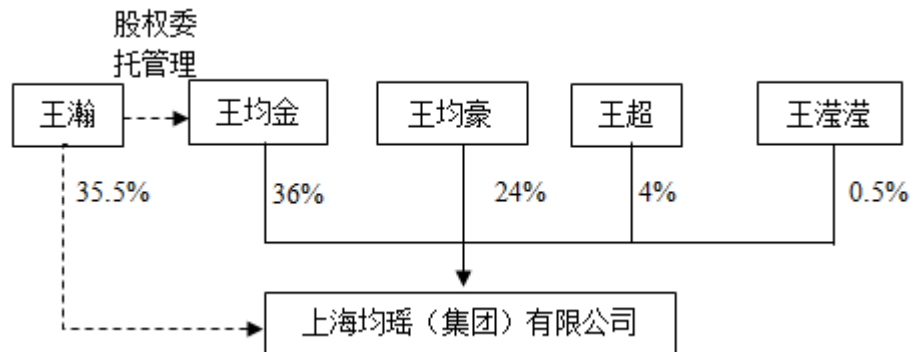 股权委
托管理
王瀚
王均金
王均豪
王超
王滢滢
35.5%
36%
24%
4%
0.5%
上海均瑶（集团）有限公司